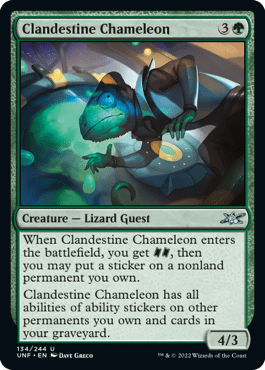 Clandestine Chameleon 3
Creature — Lizard Guest
When Clandestine Chameleon enters
the battlefield, you get , then
you may put a sticker on a nonland
permanent you own.
Clandestine Chameleon has all
abilities of ability stickers on other
permanents you own and cards in
your graveyard.
4/3
134/244 U
UNF • EN Dave Greco
™ & © 2022 Wizards of the Coast